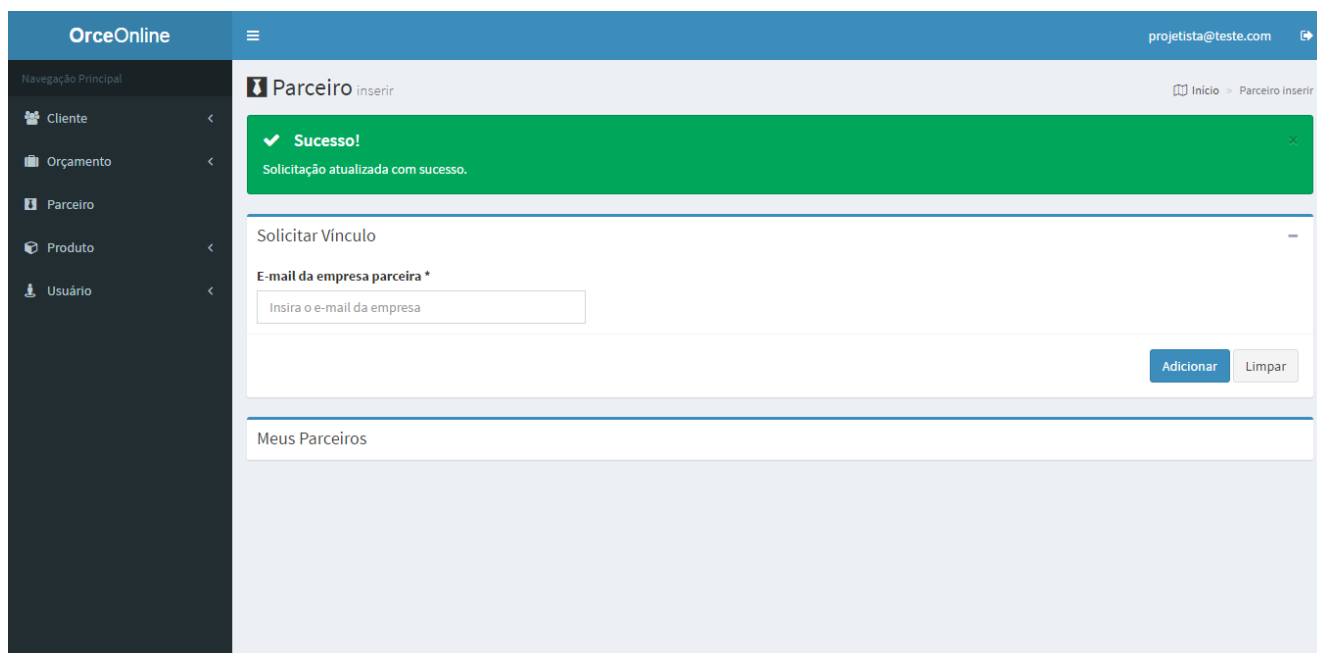 OrceOnline
projetista@teste.com
Navegação Principal
Parceiro inserir
Início > Parceiro inserir
Cliente
Sucesso!
Solicitação atualizada com sucesso.
Orçamento
Parceiro
Produto
Usuário
Solicitar Vínculo
E-mail da empresa parceira *
Insira o e-mail da empresa
Adicionar Limpar
Meus Parceiros